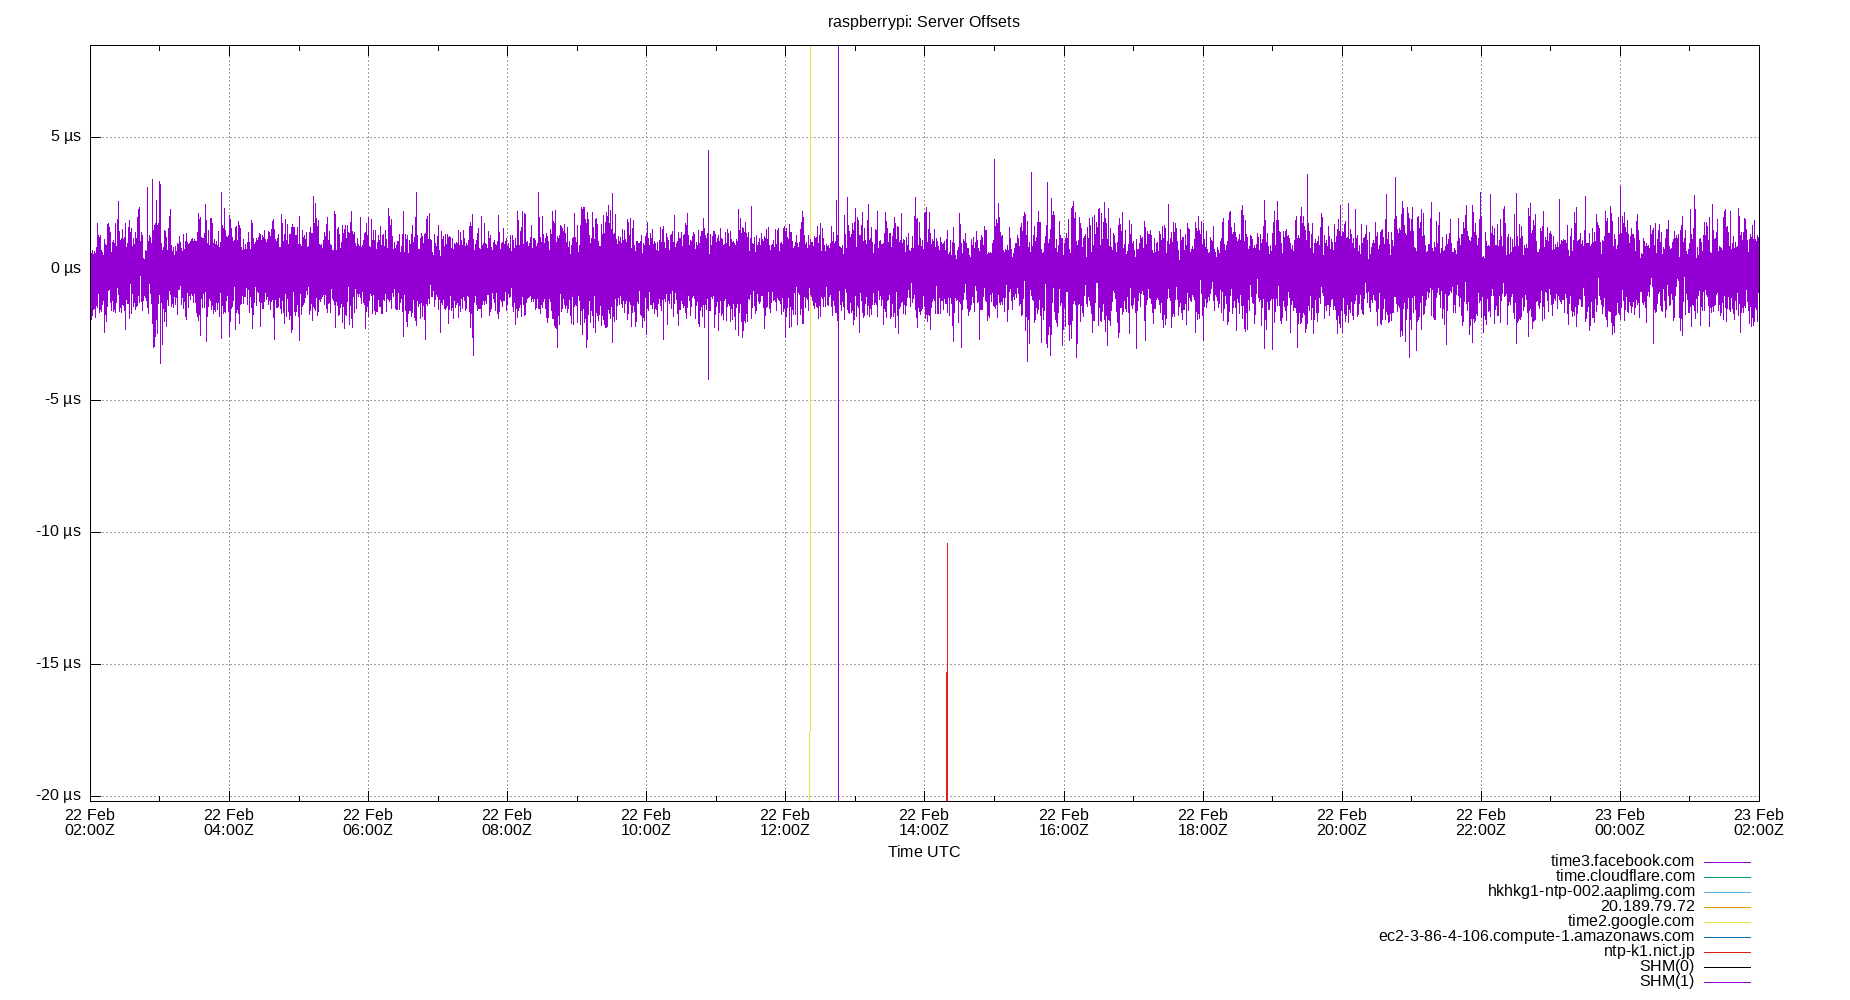 raspberrypi: Server Offsets
5 µs
0 µs
-5 µs
-10 µs
-15 µs
-20 µs
22 Feb 22 Feb 22 Feb 22 Feb 22 Feb 22 Feb 22 Feb 22 Feb 22 Feb 22 Feb 22 Feb 23 Feb 23 Feb
02:00Z 04:00Z 06:00Z 08:00Z 10:00Z 12:00Z 14:00Z 16:00Z 18:00Z 20:00Z 22:00Z 00:00Z 02:00Z
Time UTC
time3.facebook.com
time.cloudflare.com
hkhkg1-ntp-002.aaplimg.com
20.189.79.72
time2.google.com
ec2-3-86-4-106.compute-1.amazonaws.com
ntp-k1.nict.jp
SHM(0)
SHM(1)